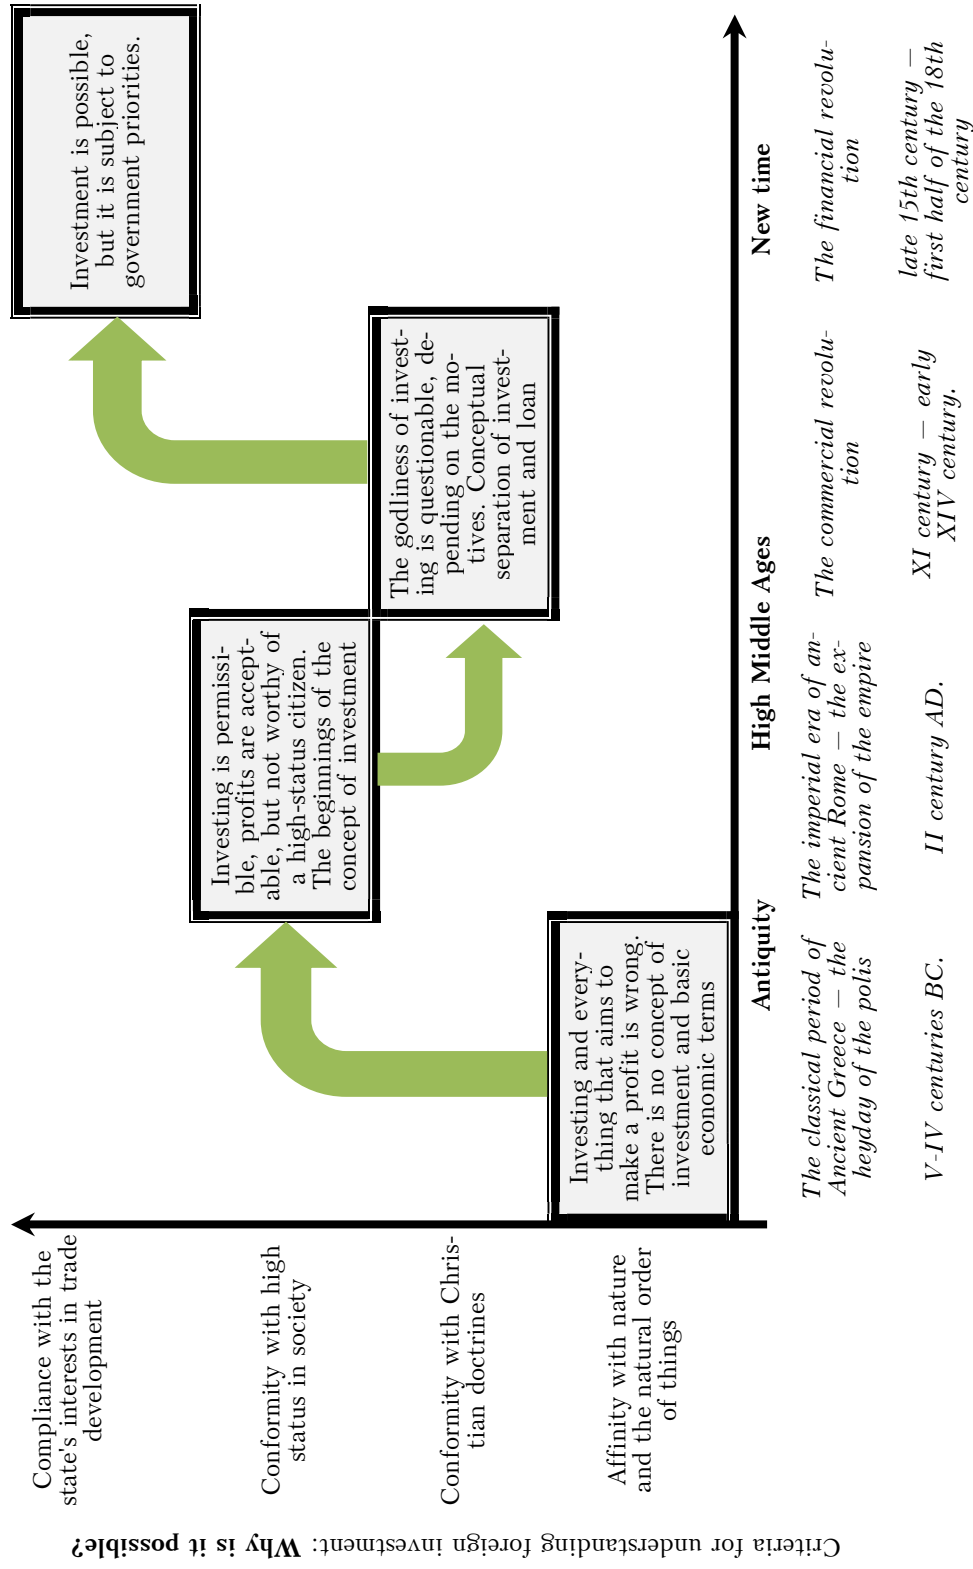 Criteria for understanding foreign investment: Why is it possible?
Compliance with the
state's interests in trade
development
Conformity with high
status in society
Conformity with Chris-
tian doctrines
Affinity with nature
and the natural order
of things
Investment is possible,
but it is subject to
government priorities.
Investing is permissi-
ble, profits are accept-
able, but not worthy of
a high-status citizen.
The beginnings of the
concept of investment
The godliness of invest-
ing is questionable, de-
pending on the mo-
tives. Conceptual
separation of invest-
ment and loan
Investing and every-
thing that aims to
make a profit is wrong.
There is no concept of
investment and basic
economic terms
Antiquity
High Middle Ages
New time
The classical period of
Ancient Greece – the
heyday of the polis
The imperial era of an-
cient Rome – the ex-
pansion of the empire
The commercial revolu-
tion
The financial revolu-
tion
V-IV centuries BC.
II century AD.
XI century – early
XIV century.
late 15th century –
first half of the 18th
century